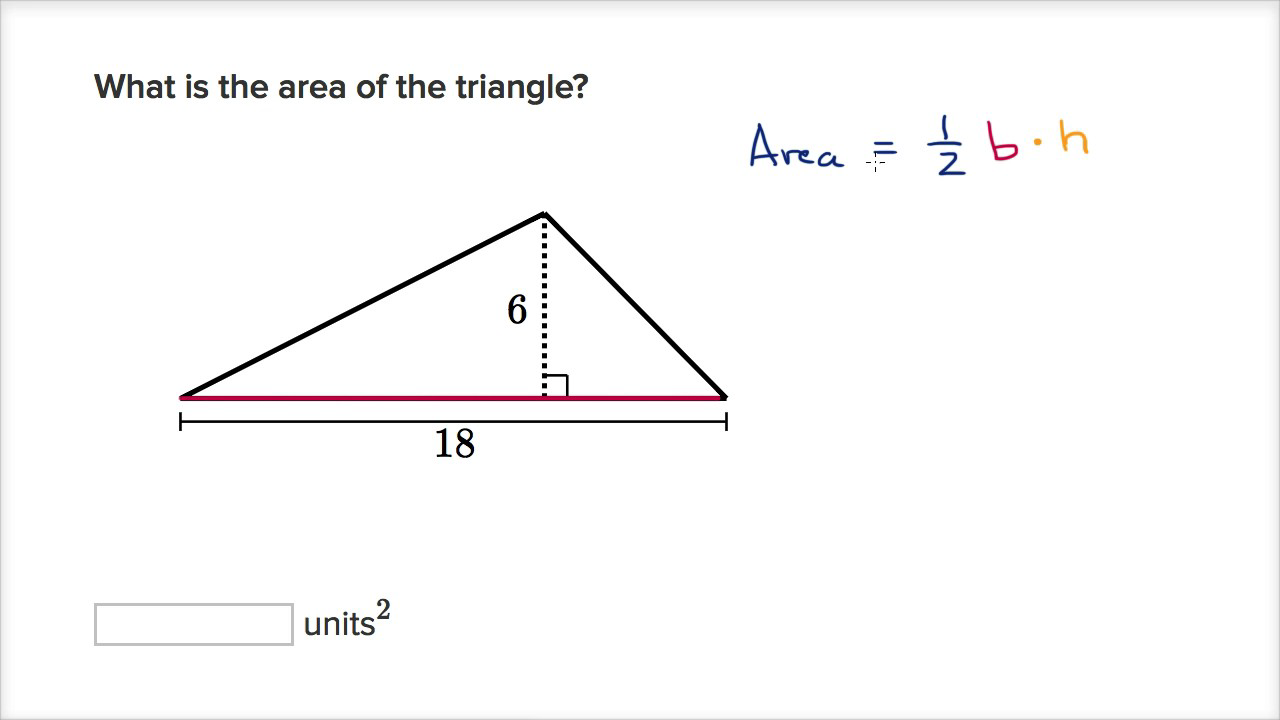 What is the area of the triangle?
Area = 1/2 b · h
6
18
units²